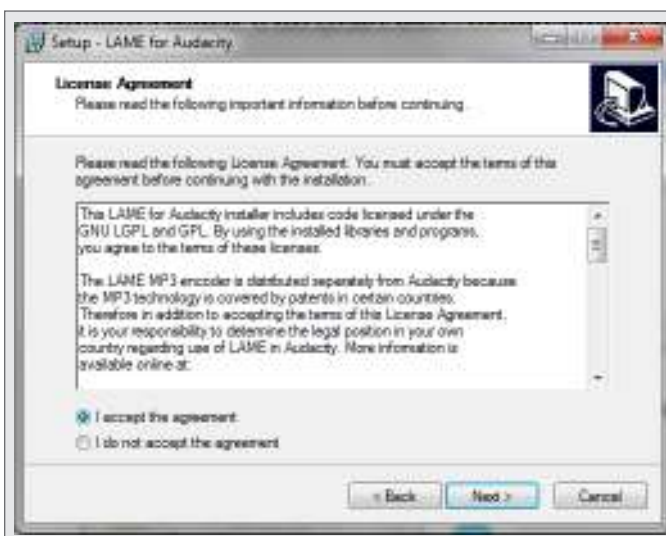 Setup - LAME for Audacity
License Agreement
Please read the following important information before continuing.
Please read the following License Agreement. You must accept the terms of this
agreement before continuing with the installation.
This LAME for Audacity installer includes code licensed under the
GNU LGPL and GPL. By using the installed libraries and programs,
you agree to the terms of these licenses.
The LAME MP3 encoder is distributed separately from Audacity because
the MP3 technology is covered by patents in certain countries.
Therefore in addition to accepting the terms of this License Agreement,
it is your responsibility to determine the legal position in your own
country regarding use of LAME in Audacity. More information is
available online at:
I accept the agreement
I do not accept the agreement
< Back
Next >
Cancel